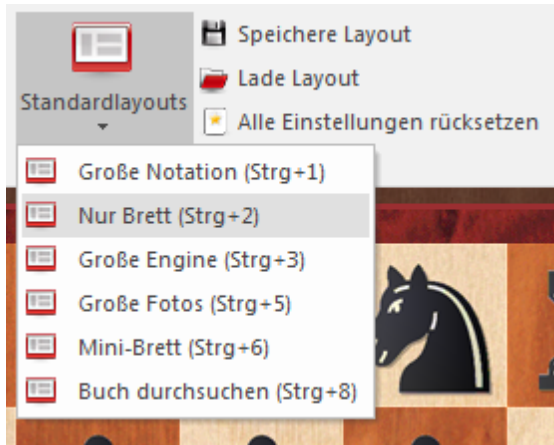 Speichere Layout
Lade Layout
Standardlayouts
Alle Einstellungen rücksetzen
Große Notation (Strg+1)
Nur Brett (Strg+2)
Große Engine (Strg+3)
Große Fotos (Strg+5)
Mini-Brett (Strg+6)
Buch durchsuchen (Strg+8)